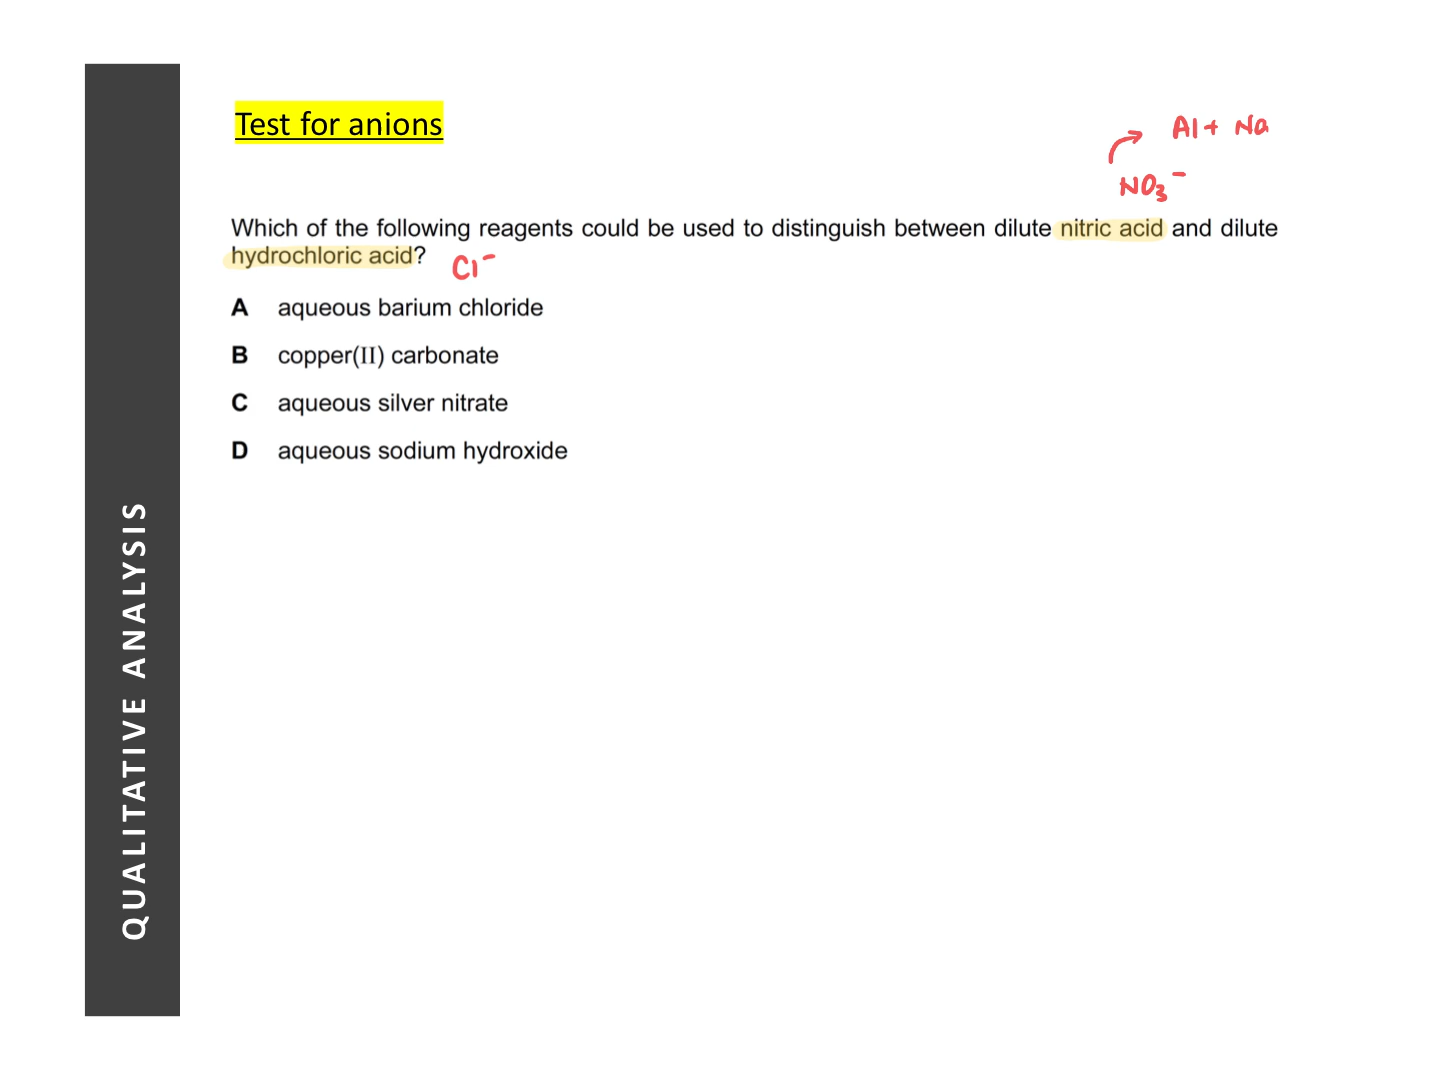 Test for anions
Al + Na
NO₃⁻
Which of the following reagents could be used to distinguish between dilute nitric acid and dilute
hydrochloric acid?
Cl⁻
A aqueous barium chloride
B copper(II) carbonate
C aqueous silver nitrate
D aqueous sodium hydroxide
QUALITATIVE ANALYSIS